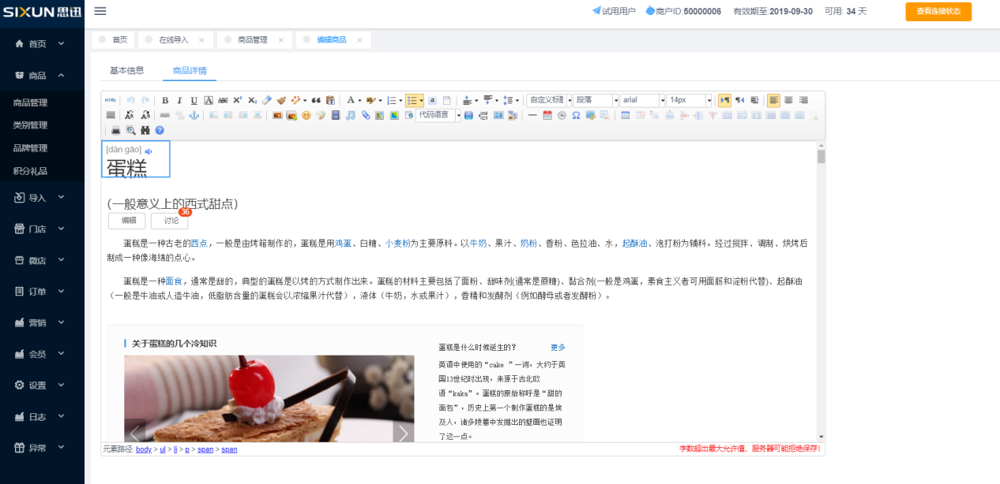 SIXUN思迅
试用用户 商户ID:50000006 有效期至:2019-09-30 可用: 34 天 查看连接状态
首页
商品
商品管理
类别管理
品牌管理
积分礼品
导入
门店
微店
订单
营销
会员
设置
日志
异常
首页 在线导入 × 商品管理 × 编辑商品 ×
基本信息 商品详情
HTML B I U A ABC X² X₂ 66 A 自定义标题 段落 arial 14px
代码语言
[dàn gāo]
蛋糕
(一般意义上的西式甜点)
编辑 讨论 36
蛋糕是一种古老的西点，一般是由烤箱制作的，蛋糕是用鸡蛋、白糖、小麦粉为主要原料。以牛奶、果汁、奶粉、香粉、色拉油、水，起酥油、泡打粉为辅料。经过搅拌、调制、烘烤后
制成一种像海绵的点心。
蛋糕是一种面食，通常是甜的，典型的蛋糕是以烤的方式制作出来。蛋糕的材料主要包括了面粉、甜味剂(通常是蔗糖)、黏合剂(一般是鸡蛋，素食主义者可用面筋和淀粉代替)、起酥油
（一般是牛油或人造牛油，低脂肪含量的蛋糕会以浓缩果汁代替），液体（牛奶，水或果汁），香精和发酵剂（例如酵母或者发酵粉）。
关于蛋糕的几个冷知识
蛋糕是什么时候诞生的? 更多
英语中使用的“cake ”一词，大约于英
国13世纪时出现，来源于古北欧
语“kaka”。蛋糕的原始称呼是“甜的
面包”，历史上第一个制作蛋糕的是埃
及人，诸多陵墓中发掘出的壁画也证明
了这一点。
元素路径: body > ul > li > p > span > span
字数超出最大允许值，服务器可能拒绝保存！